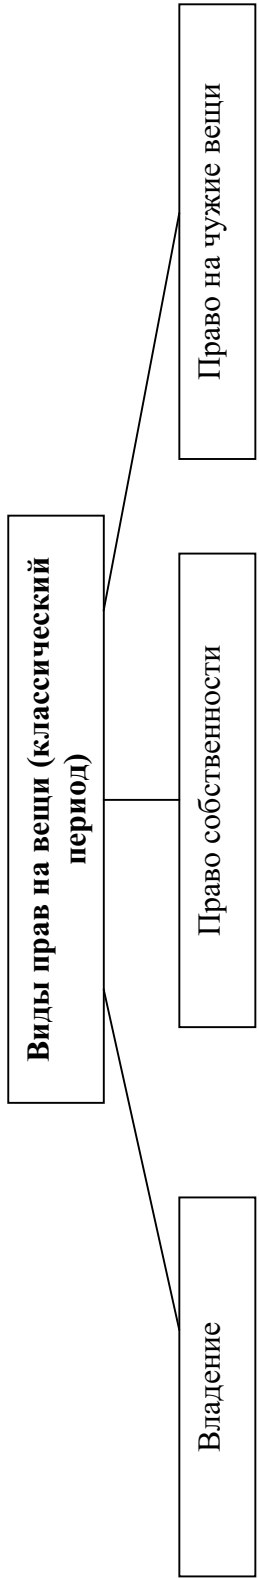 Виды прав на вещи (классический
период)
Владение
Право собственности
Право на чужие вещи